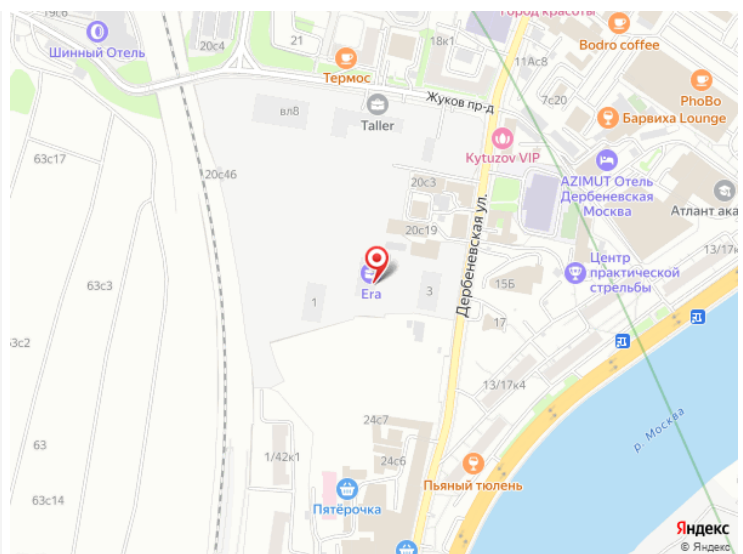 19с6
Шинный Отель
20с4
21
Термос
18к1
Город красоты
Bodro coffee
11Ас8
7с20
PhoBo
Барвиха Lounge
Жуков пр-д
вл8
Taller
63с17
20с46
Kytuzov VIP
20с3
AZIMUT Отель
Дербеневская
Москва
Атлант ака
20с19
Дербеневская ул.
13/17к
Центр
практической
стрельбы
63с3
Era
1
3
15Б
17
3с2
13/17к4
24с7
р. Москва
63
1/42к1
24с6
63с14
Пьяный тюлень
Пятёрочка
Яндекс
© Яндекс